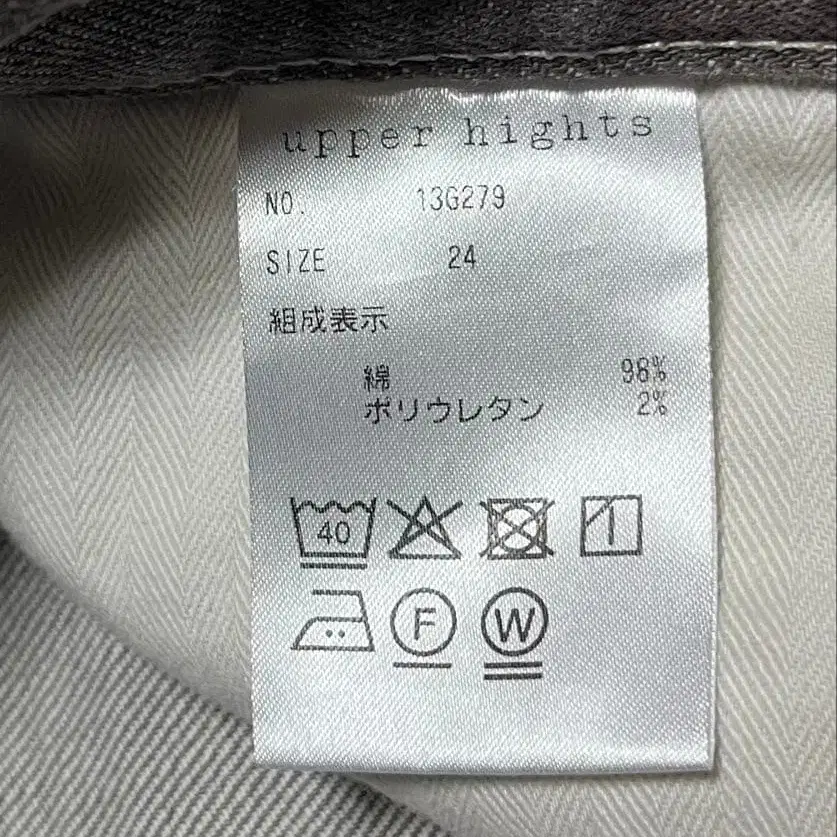 upper hights
NO. 13G279
SIZE 24
組成表示
綿 98%
ポリウレタン 2%
40
F W